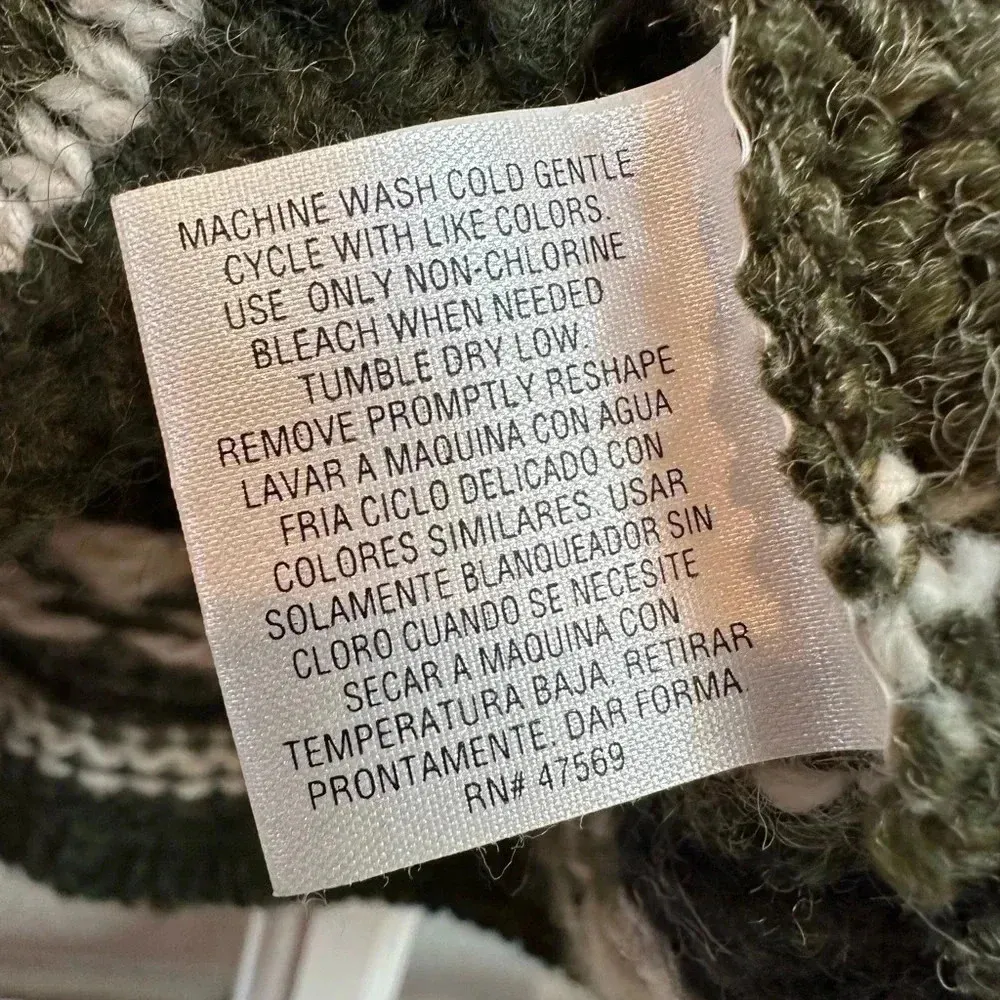 MACHINE WASH COLD GENTLE
CYCLE WITH LIKE COLORS.
USE ONLY NON-CHLORINE
BLEACH WHEN NEEDED
TUMBLE DRY LOW.
REMOVE PROMPTLY RESHAPE
LAVAR A MAQUINA CON AGUA
FRIA CICLO DELICADO CON
COLORES SIMILARES. USAR
SOLAMENTE BLANQUEADOR SIN
CLORO CUANDO SE NECESITE
SECAR A MAQUINA CON
TEMPERATURA BAJA. RETIRAR
PRONTAMENTE. DAR FORMA.
RN# 47569